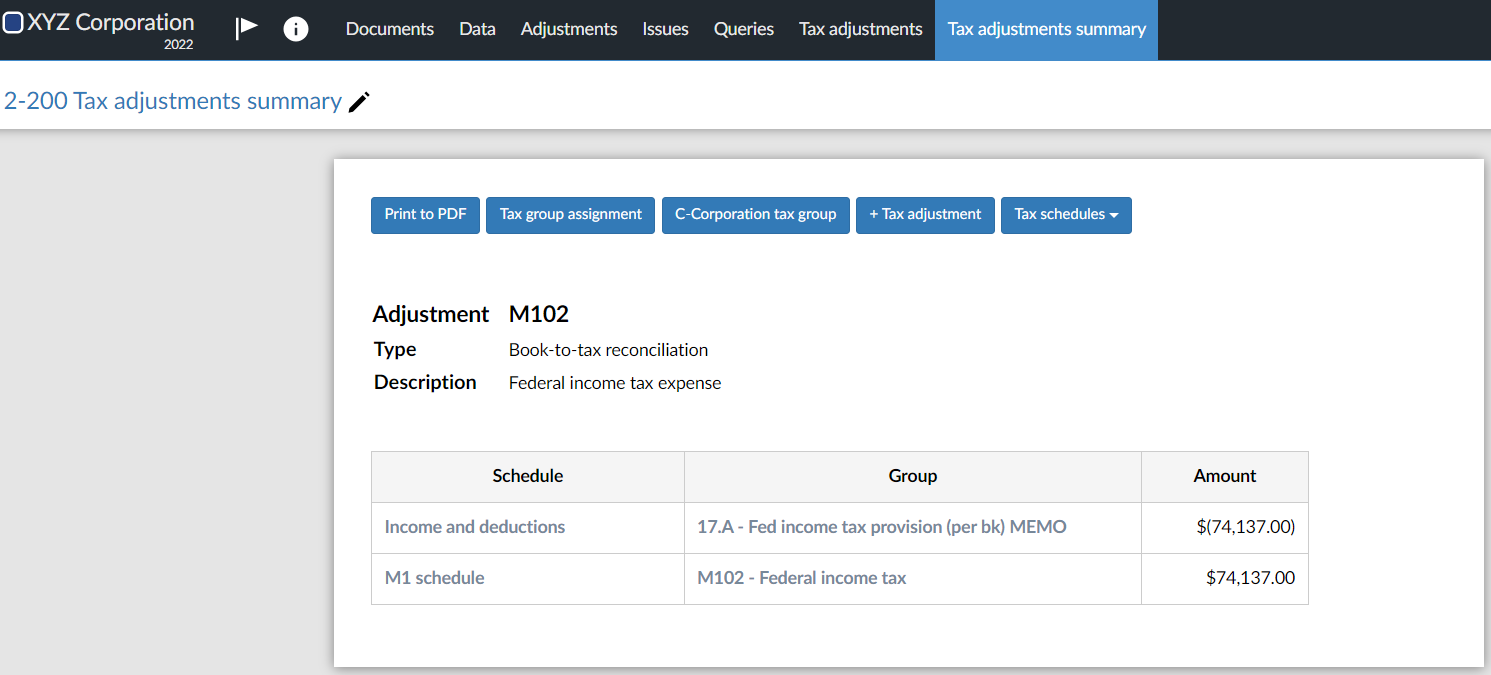 XYZ Corporation Documents Data Adjustments Issues Queries Tax adjustments Tax adjustments summary
2022
2-200 Tax adjustments summary
Print to PDF Tax group assignment C-Corporation tax group + Tax adjustment Tax schedules
Adjustment M102
Type Book-to-tax reconciliation
Description Federal income tax expense
Schedule Group Amount
Income and deductions 17.A - Fed income tax provision (per bk) MEMO $(74,137.00)
M1 schedule M102 - Federal income tax $74,137.00